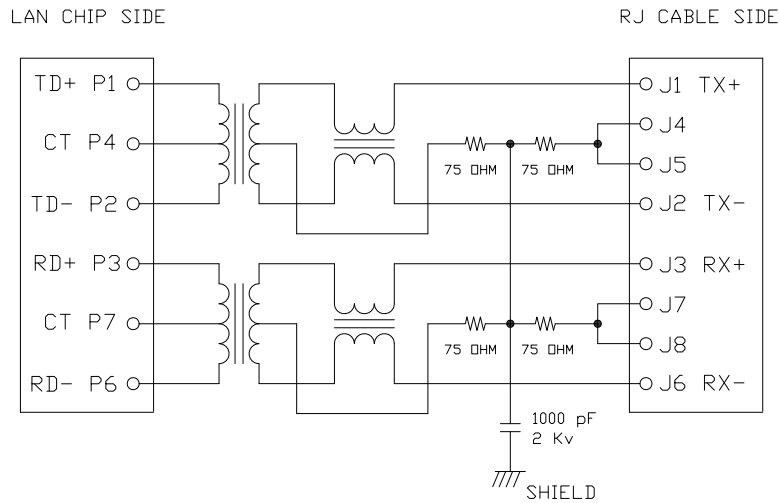 LAN CHIP SIDE
RJ CABLE SIDE
TD+ P1
J1 TX+
J4
CT P4
J5
75 OHM
75 OHM
TD- P2
J2 TX-
RD+ P3
J3 RX+
J7
CT P7
J8
75 OHM
75 OHM
RD- P6
J6 RX-
1000 pF
2 Kv
SHIELD